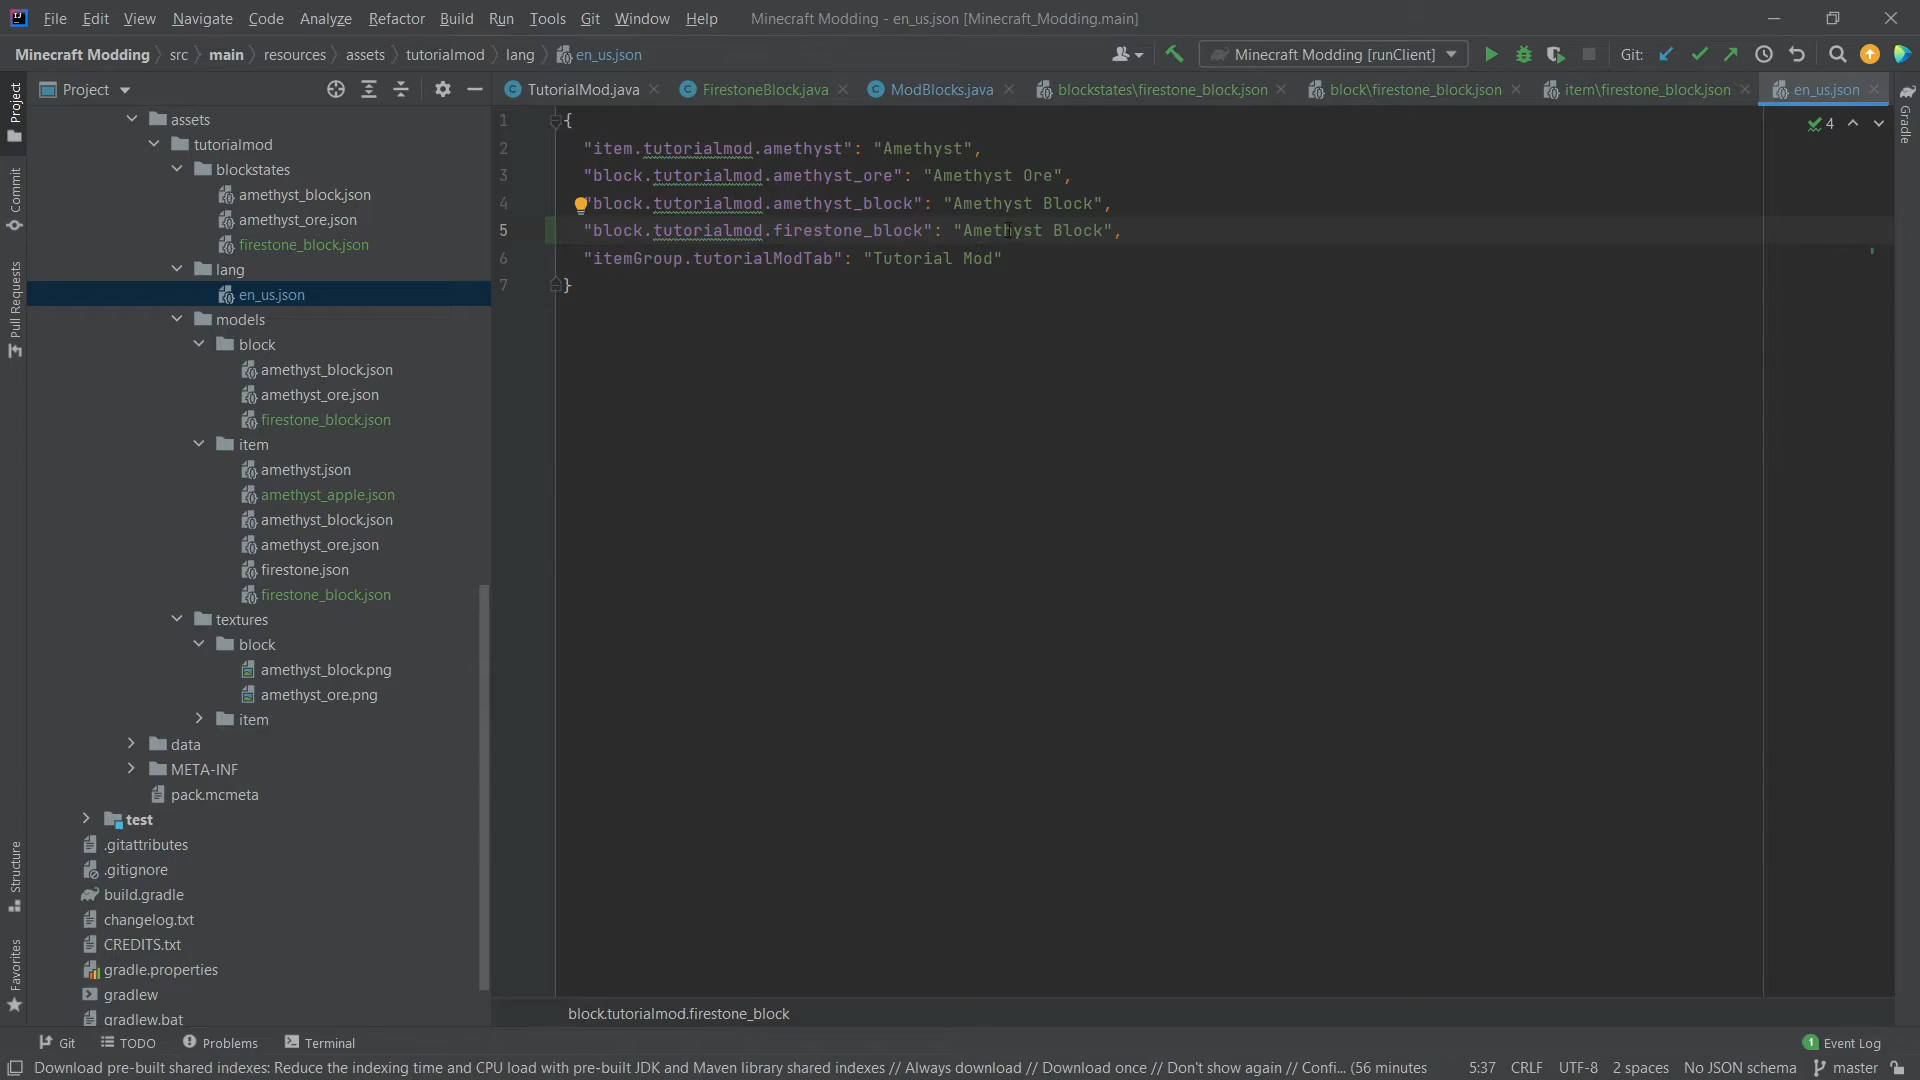 File Edit View Navigate Code Analyze Refactor Build Run Tools Git Window Help Minecraft Modding - en_us.json [Minecraft_Modding.main]
Minecraft Modding src main resources assets tutorialmod lang en_us.json Minecraft Modding [runClient] Git:
Project
TutorialMod.java FirestoneBlock.java ModBlocks.java blockstates\firestone_block.json block\firestone_block.json item\firestone_block.json en_us.json
Project
Commit
Pull Requests
Structure
Favorites
assets
tutorialmod
blockstates
amethyst_block.json
amethyst_ore.json
firestone_block.json
lang
en_us.json
models
block
amethyst_block.json
amethyst_ore.json
firestone_block.json
item
amethyst.json
amethyst_apple.json
amethyst_block.json
amethyst_ore.json
firestone.json
firestone_block.json
textures
block
amethyst_block.png
amethyst_ore.png
item
data
META-INF
pack.mcmeta
test
.gitattributes
.gitignore
build.gradle
changelog.txt
CREDITS.txt
gradle.properties
gradlew
gradlew.bat
1 {
2 "item.tutorialmod.amethyst": "Amethyst",
3 "block.tutorialmod.amethyst_ore": "Amethyst Ore",
4 "block.tutorialmod.amethyst_block": "Amethyst Block",
5 "block.tutorialmod.firestone_block": "Amethyst Block",
6 "itemGroup.tutorialModTab": "Tutorial Mod"
7 }
4
Gradle
block.tutorialmod.firestone_block
Git TODO Problems Terminal 1 Event Log
Download pre-built shared indexes: Reduce the indexing time and CPU load with pre-built JDK and Maven library shared indexes // Always download // Download once // Don't show again // Confi... (56 minutes 5:37 CRLF UTF-8 2 spaces No JSON schema master